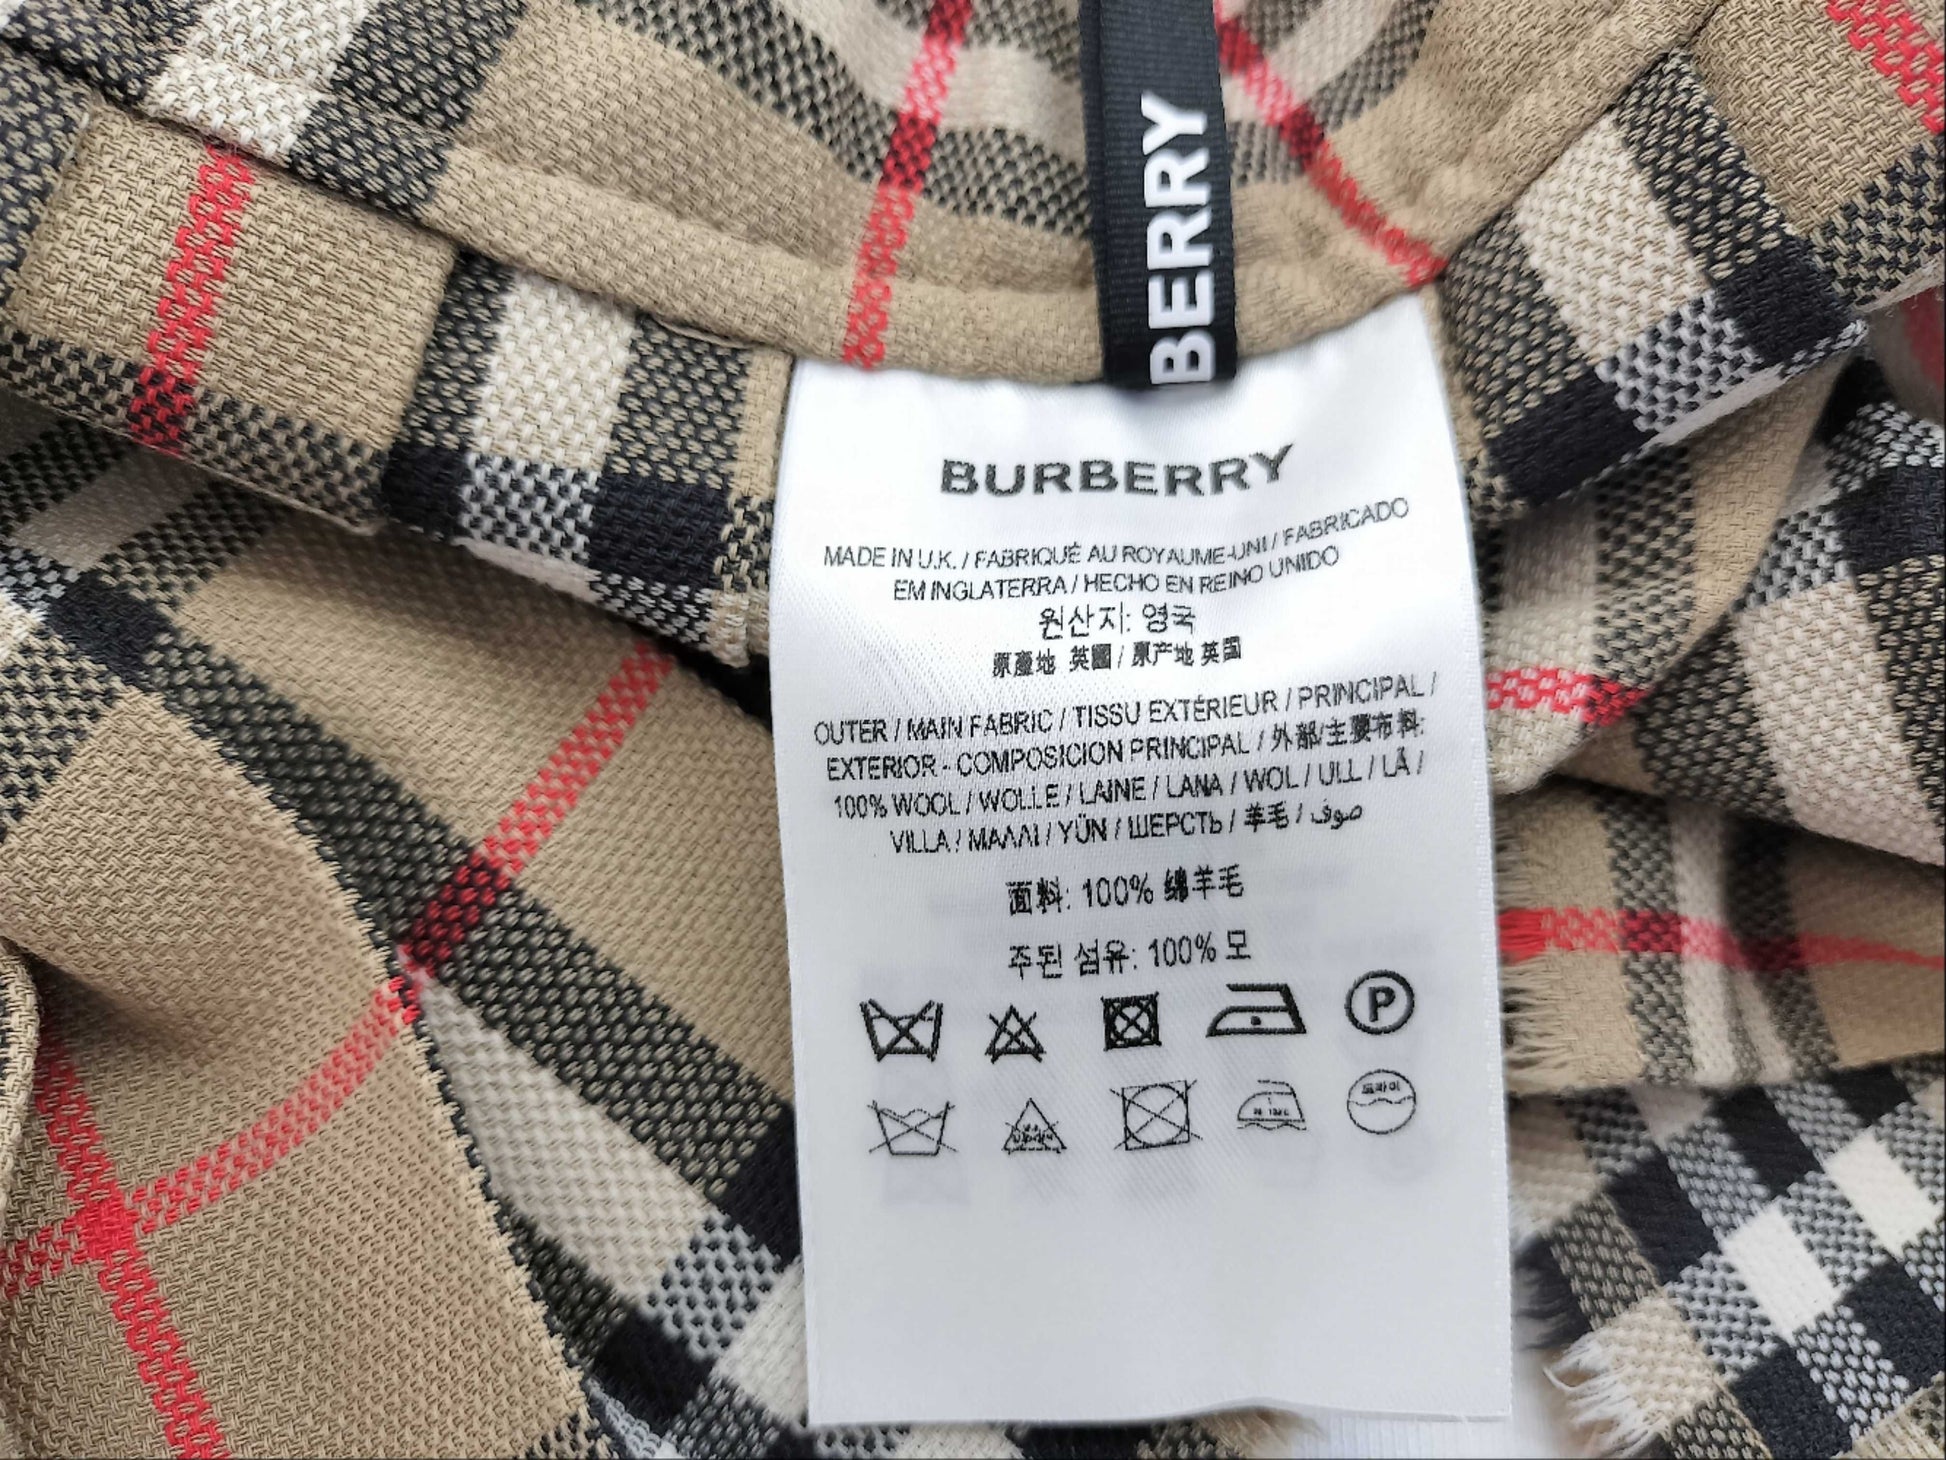 BERRY
BURBERRY
MADE IN U.K. / FABRIQUÉ AU ROYAUME-UNI / FABRICADO
EM INGLATERRA / HECHO EN REINO UNIDO
원산지: 영국
原產地 英國 / 原产地 英国
OUTER / MAIN FABRIC / TISSU EXTÉRIEUR / PRINCIPAL /
EXTERIOR - COMPOSICION PRINCIPAL / 外部/主要布料:
100% WOOL / WOLLE / LAINE / LANA / WOL / ULL / LÃ /
VILLA / ΜΑΛΛΙ / YÜN / ШЕРСТЬ / 羊毛 / صوف
面料: 100% 绵羊毛
주된 섬유: 100% 모
P
드라이